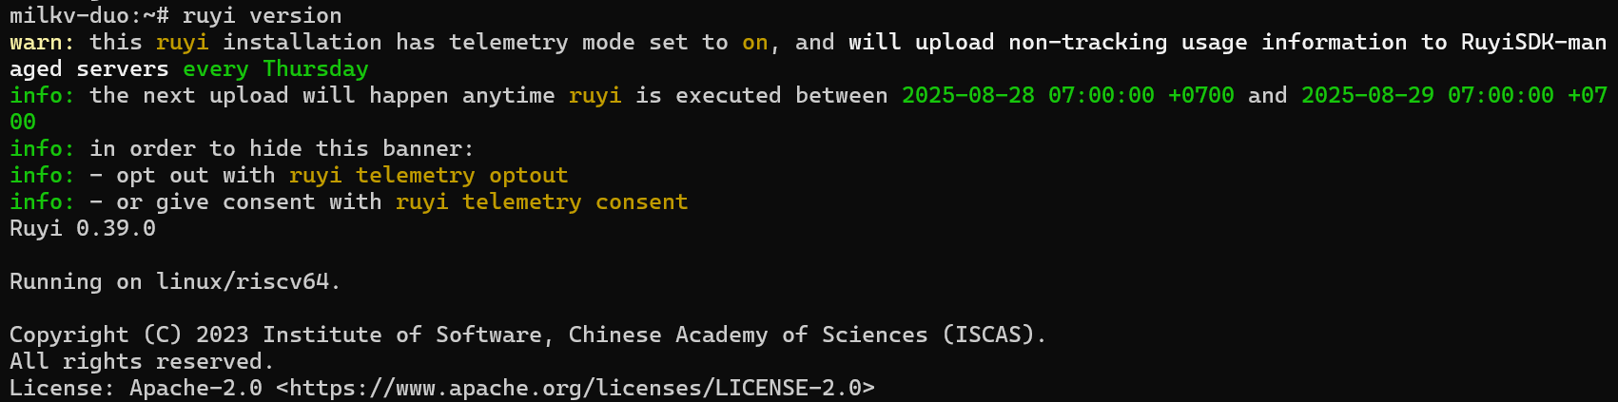 milkv-duo:~# ruyi version
warn: this ruyi installation has telemetry mode set to on, and will upload non-tracking usage information to RuyiSDK-man
aged servers every Thursday
info: the next upload will happen anytime ruyi is executed between 2025-08-28 07:00:00 +0700 and 2025-08-29 07:00:00 +07
00
info: in order to hide this banner:
info: - opt out with ruyi telemetry optout
info: - or give consent with ruyi telemetry consent
Ruyi 0.39.0
Running on linux/riscv64.
Copyright (C) 2023 Institute of Software, Chinese Academy of Sciences (ISCAS).
All rights reserved.
License: Apache-2.0 <https://www.apache.org/licenses/LICENSE-2.0>